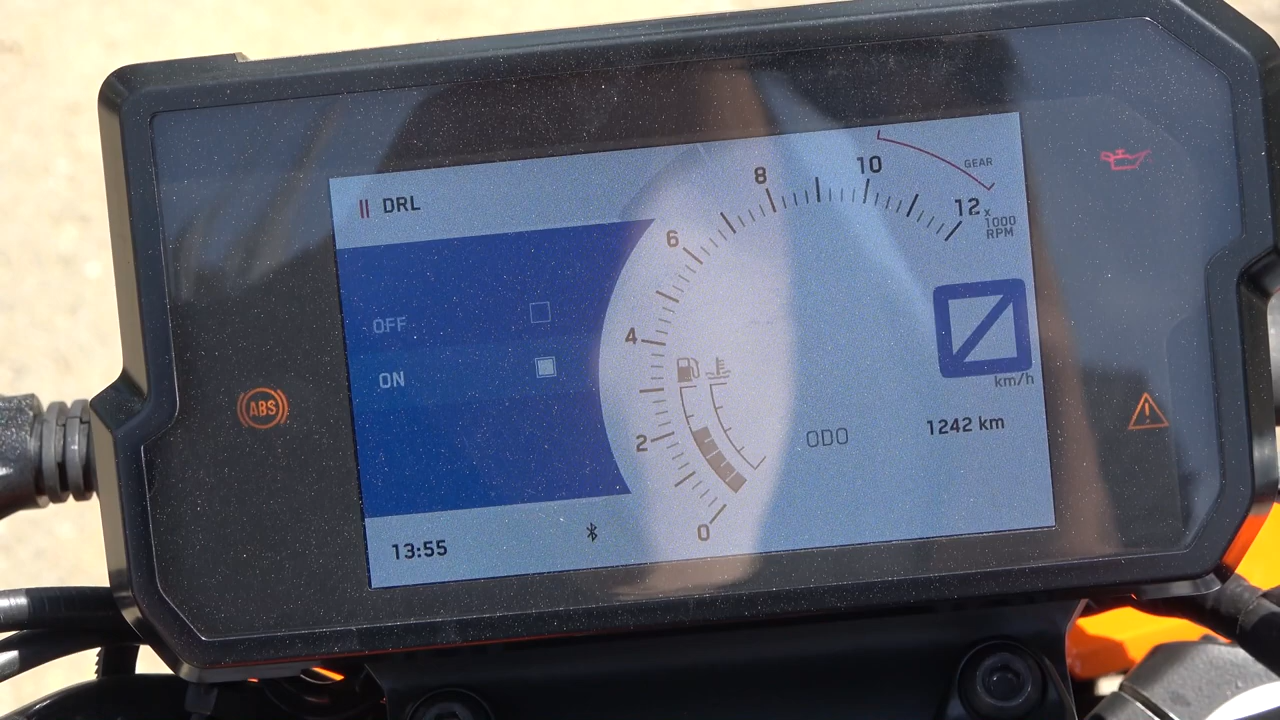 DRL
OFF
ON
13:55
0
2
4
6
8
10
12
x
1000
RPM
GEAR
km/h
ODO
1242 km
ABS